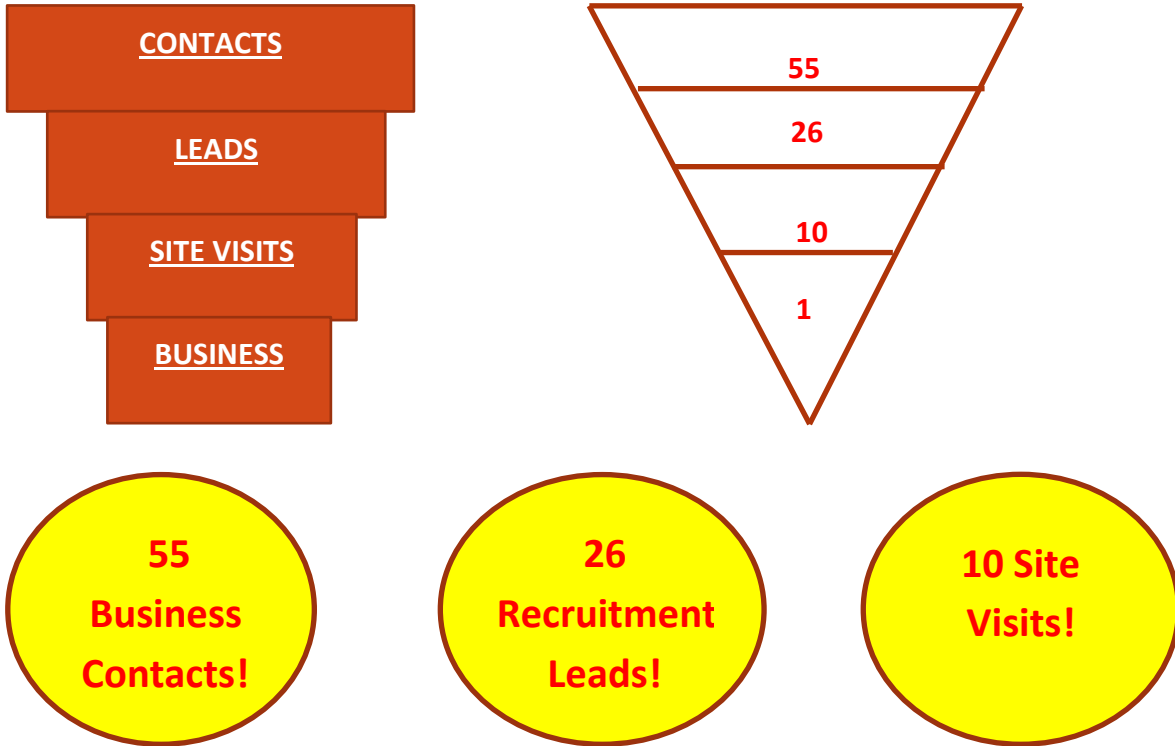 CONTACTS
LEADS
SITE VISITS
BUSINESS
55
26
10
1
55
Business
Contacts!
26
Recruitment
Leads!
10 Site
Visits!